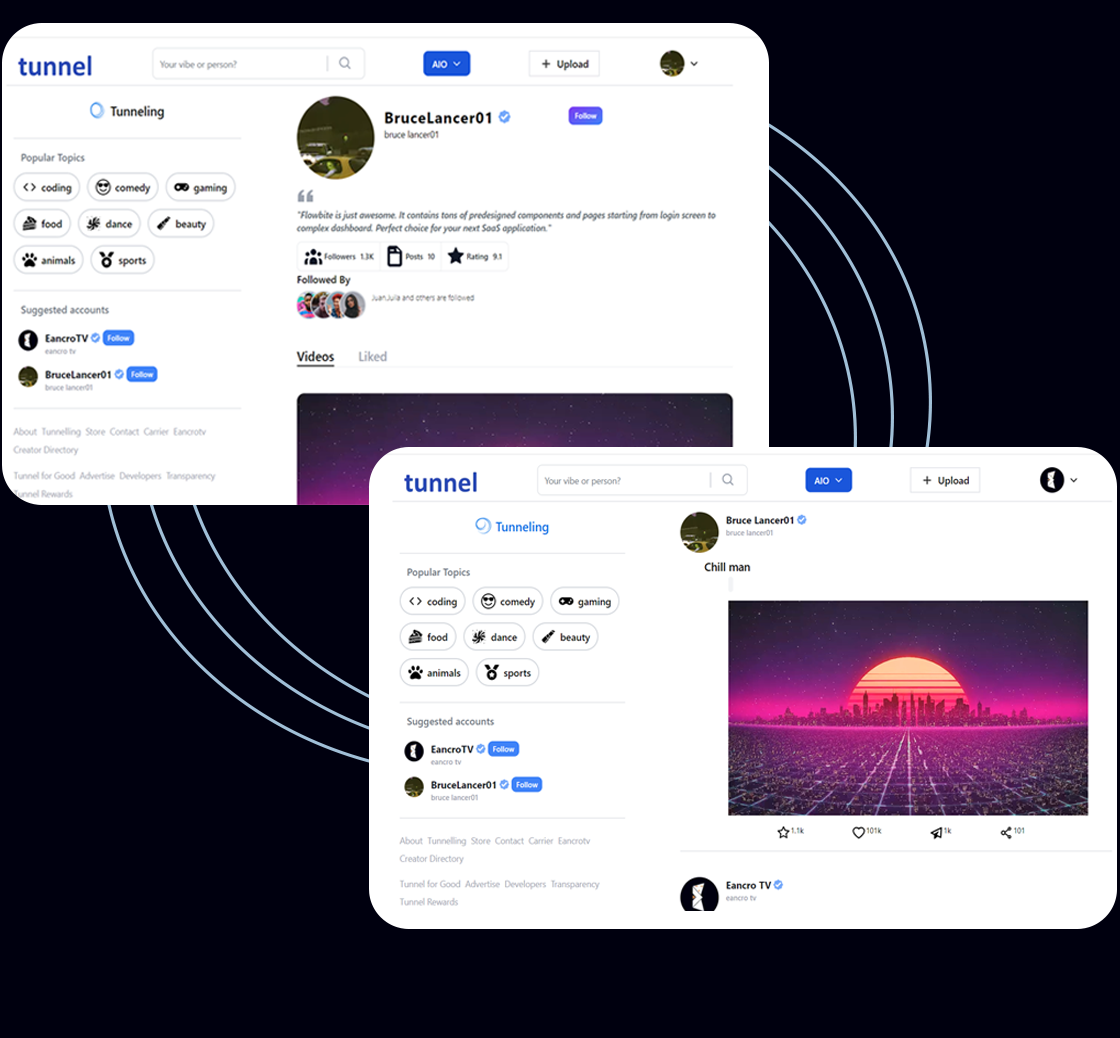 tunnel
Your vibe or person?
AIO
+ Upload
Tunneling
Popular Topics
coding
comedy
gaming
food
dance
beauty
animals
sports
Suggested accounts
EancroTV
Follow
eancro tv
BruceLancer01
Follow
bruce lancer01
About Tunnelling Store Contact Carrier Eancrotv
Creator Directory
Tunnel for Good Advertise Developers Transparency
Tunnel Rewards
BruceLancer01
Follow
bruce lancer01
"Flowbite is just awesome. It contains tons of predesigned components and pages starting from login screen to
complex dashboard. Perfect choice for your next SaaS application."
Followers 1.3K
Posts 10
Rating 9.1
Followed By
Juan,Jula and others are followed
Videos
Liked
tunnel
Your vibe or person?
AIO
+ Upload
Tunneling
Popular Topics
coding
comedy
gaming
food
dance
beauty
animals
sports
Suggested accounts
EancroTV
Follow
eancro tv
BruceLancer01
Follow
bruce lancer01
About Tunnelling Store Contact Carrier Eancrotv
Creator Directory
Tunnel for Good Advertise Developers Transparency
Tunnel Rewards
Bruce Lancer01
bruce lancer01
Chill man
1.1k
101k
1k
101
Eancro TV
eancro tv